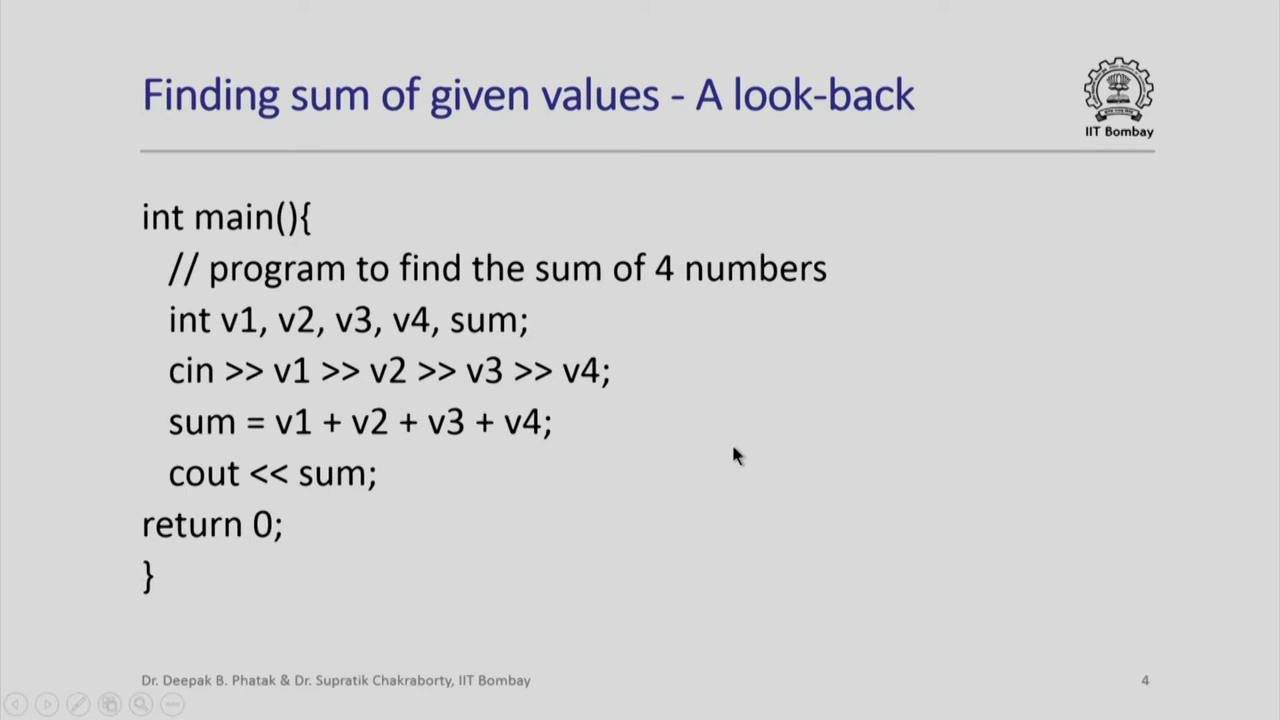 Finding sum of given values - A look-back
IIT Bombay
int main(){
// program to find the sum of 4 numbers
int v1, v2, v3, v4, sum;
cin >> v1 >> v2 >> v3 >> v4;
sum = v1 + v2 + v3 + v4;
cout << sum;
return 0;
}
Dr. Deepak B. Phatak & Dr. Supratik Chakraborty, IIT Bombay
4